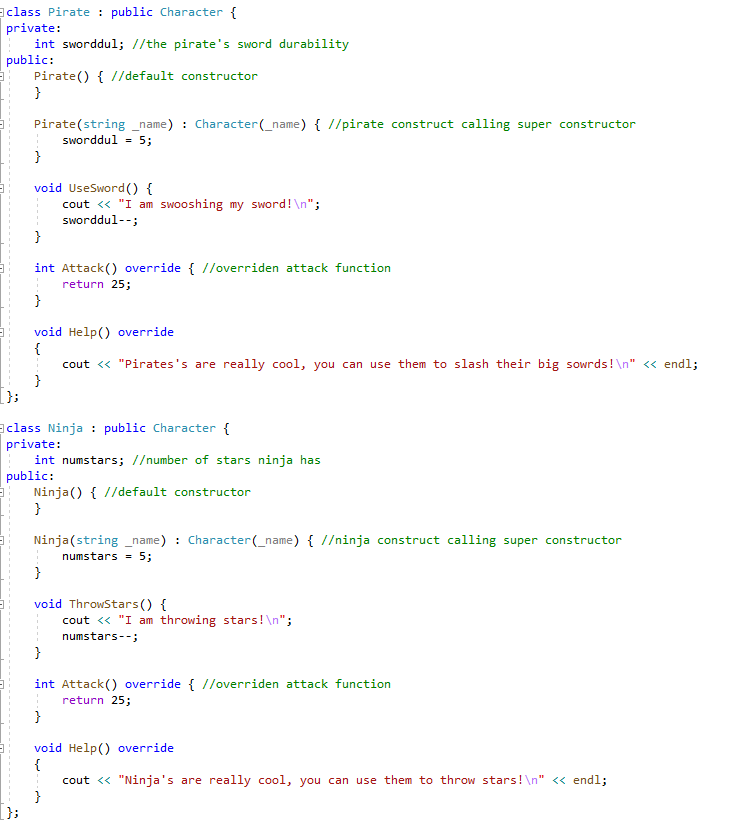 class Pirate : public Character {
private:
    int sworddul; //the pirate's sword durability
public:
    Pirate() { //default constructor
    }

    Pirate(string _name) : Character(_name) { //pirate construct calling super constructor
        sworddul = 5;
    }

    void UseSword() {
        cout << "I am swooshing my sword!\n";
        sworddul--;
    }

    int Attack() override { //overriden attack function
        return 25;
    }

    void Help() override
    {
        cout << "Pirates's are really cool, you can use them to slash their big sowrds!\n" << endl;
    }
};

class Ninja : public Character {
private:
    int numstars; //number of stars ninja has
public:
    Ninja() { //default constructor
    }

    Ninja(string _name) : Character(_name) { //ninja construct calling super constructor
        numstars = 5;
    }

    void ThrowStars() {
        cout << "I am throwing stars!\n";
        numstars--;
    }

    int Attack() override { //overriden attack function
        return 25;
    }

    void Help() override
    {
        cout << "Ninja's are really cool, you can use them to throw stars!\n" << endl;
    }
};